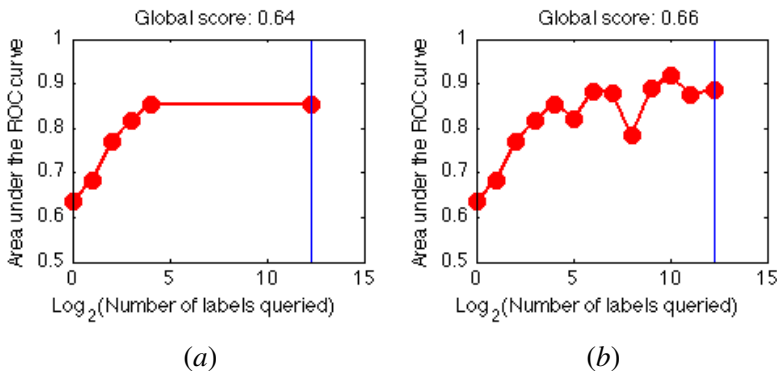 Global score: 0.64
Area under the ROC curve
1
0.9
0.8
0.7
0.6
0.5
0
5
10
15
Log2(Number of labels queried)
(a)
Global score: 0.66
Area under the ROC curve
1
0.9
0.8
0.7
0.6
0.5
0
5
10
15
Log2(Number of labels queried)
(b)